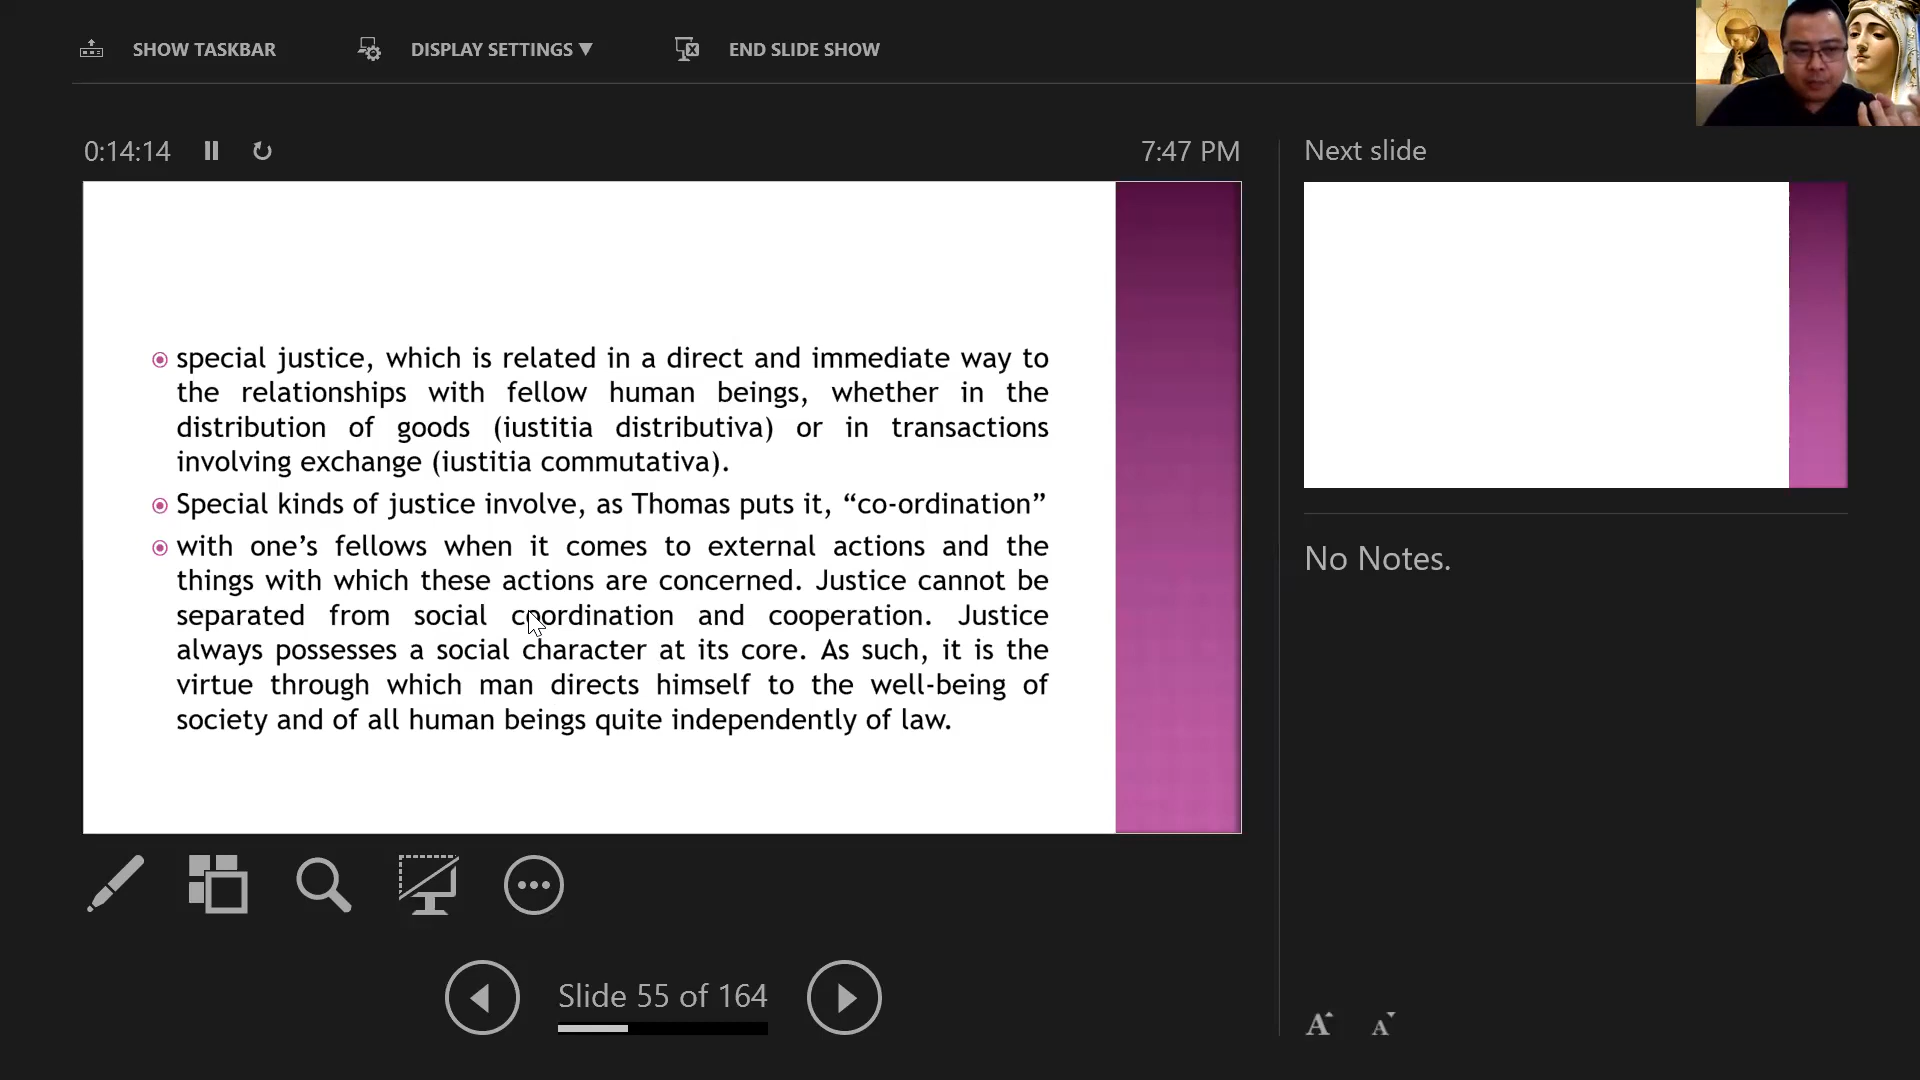 SHOW TASKBAR
DISPLAY SETTINGS ▼
END SLIDE SHOW
0:14:14
7:47 PM
Next slide
special justice, which is related in a direct and immediate way to
the relationships with fellow human beings, whether in the
distribution of goods (iustitia distributiva) or in transactions
involving exchange (iustitia commutativa).
Special kinds of justice involve, as Thomas puts it, “co-ordination”
with one’s fellows when it comes to external actions and the
things with which these actions are concerned. Justice cannot be
separated from social coordination and cooperation. Justice
always possesses a social character at its core. As such, it is the
virtue through which man directs himself to the well-being of
society and of all human beings quite independently of law.
No Notes.
Slide 55 of 164
A A